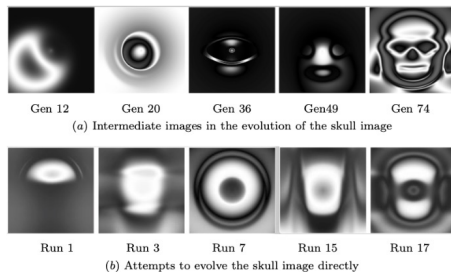 Gen 12 Gen 20 Gen 36 Gen49 Gen 74
(a) Intermediate images in the evolution of the skull image
Run 1 Run 3 Run 7 Run 15 Run 17
(b) Attempts to evolve the skull image directly